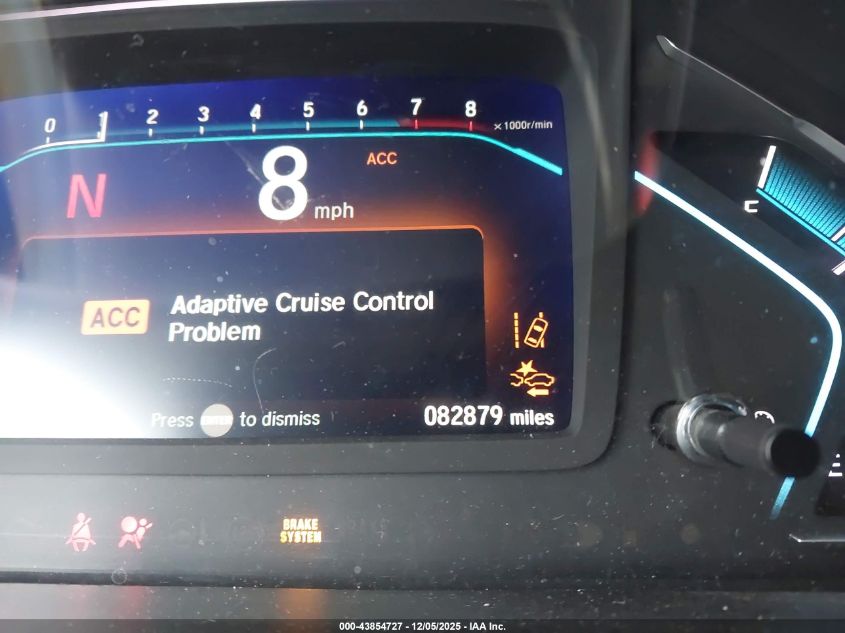 0 1 2 3 4 5 6 7 8
×1000r/min
ACC
N 8 mph
ACC Adaptive Cruise Control
Problem
Press ENTER to dismiss
082879 miles
BRAKE
SYSTEM
000-43854727 - 12/05/2025 - IAA Inc.